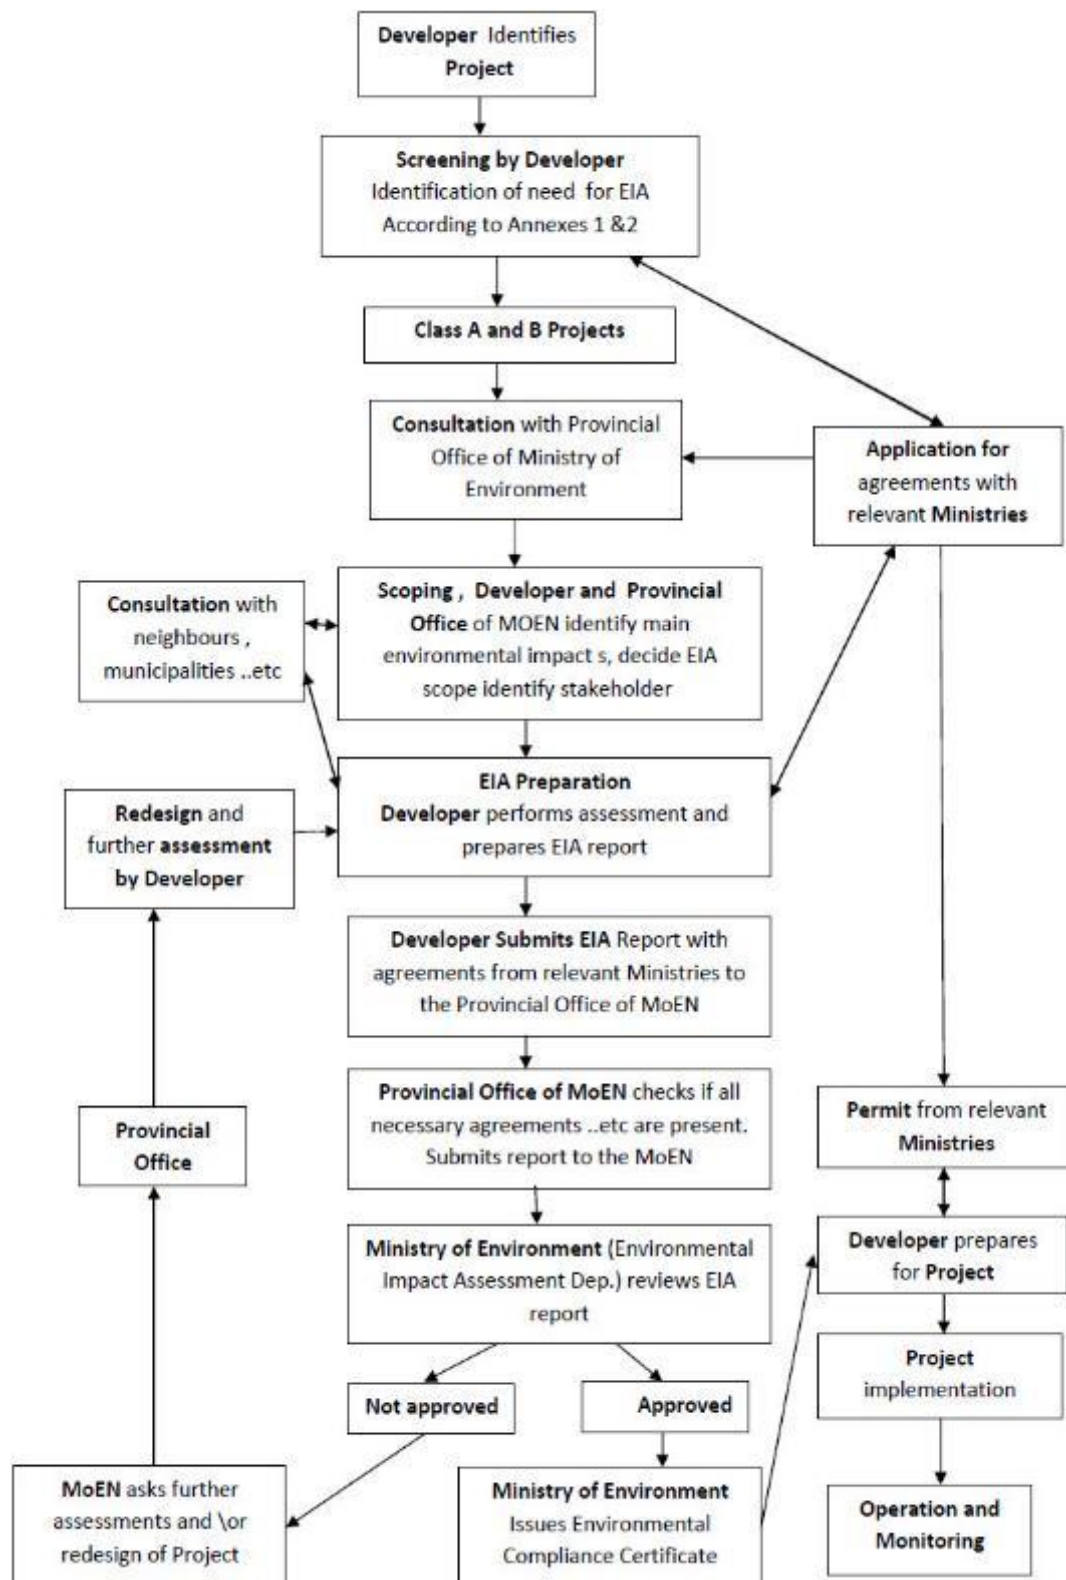 Developer Identifies
Project
Screening by Developer
Identification of need for EIA
According to Annexes 1 &2
Class A and B Projects
Consultation with Provincial
Office of Ministry of
Environment
Application for
agreements with
relevant Ministries
Consultation with
neighbours ,
municipalities ..etc
Scoping , Developer and Provincial
Office of MOEN identify main
environmental impact s, decide EIA
scope identify stakeholder
EIA Preparation
Developer performs assessment and
prepares EIA report
Redesign and
further assessment
by Developer
Developer Submits EIA Report with
agreements from relevant Ministries to
the Provincial Office of MoEN
Provincial Office of MoEN checks if all
necessary agreements ..etc are present.
Submits report to the MoEN
Provincial
Office
Permit from relevant
Ministries
Ministry of Environment (Environmental
Impact Assessment Dep.) reviews EIA
report
Developer prepares
for Project
Project
implementation
Not approved
Approved
MoEN asks further
assessments and \or
redesign of Project
Ministry of Environment
Issues Environmental
Compliance Certificate
Operation and
Monitoring